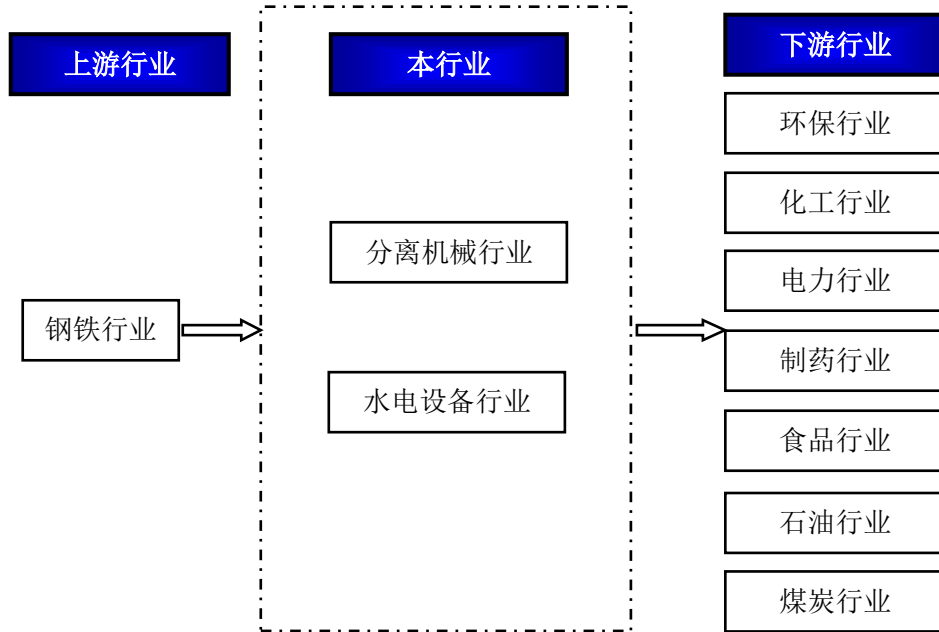 上游行业
本行业
下游行业
环保行业
化工行业
分离机械行业
电力行业
钢铁行业
制药行业
水电设备行业
食品行业
石油行业
煤炭行业